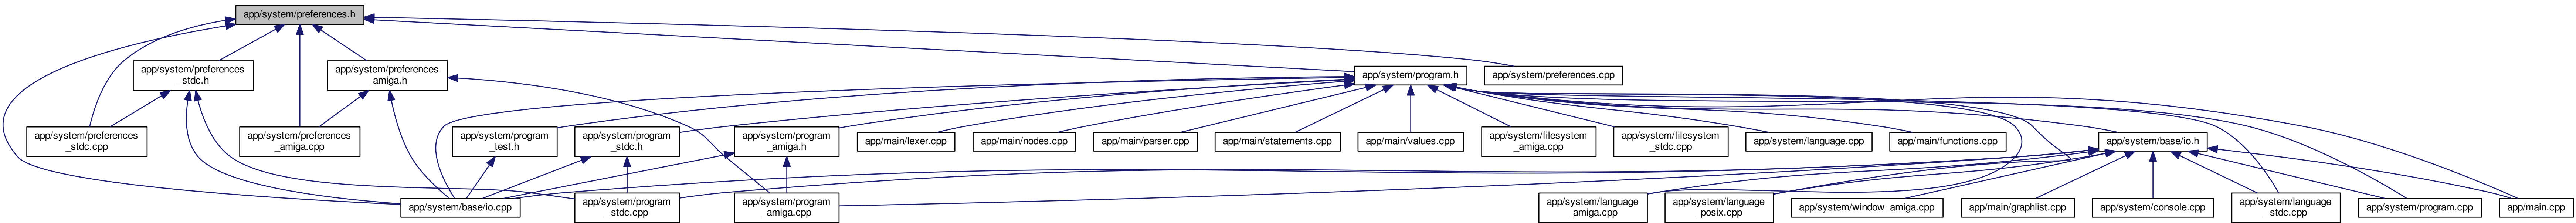 app/system/preferences.h
app/system/preferences
_stdc.h
app/system/preferences
_amiga.h
app/system/program.h
app/system/preferences.cpp
app/system/preferences
_stdc.cpp
app/system/preferences
_amiga.cpp
app/system/program
_test.h
app/system/program
_stdc.h
app/system/program
_amiga.h
app/main/lexer.cpp
app/main/nodes.cpp
app/main/parser.cpp
app/main/statements.cpp
app/main/values.cpp
app/system/filesystem
_amiga.cpp
app/system/filesystem
_stdc.cpp
app/system/language.cpp
app/main/functions.cpp
app/system/base/io.h
app/system/base/io.cpp
app/system/program
_stdc.cpp
app/system/program
_amiga.cpp
app/system/language
_amiga.cpp
app/system/language
_posix.cpp
app/system/window_amiga.cpp
app/main/graphlist.cpp
app/system/console.cpp
app/system/language
_stdc.cpp
app/system/program.cpp
app/main.cpp